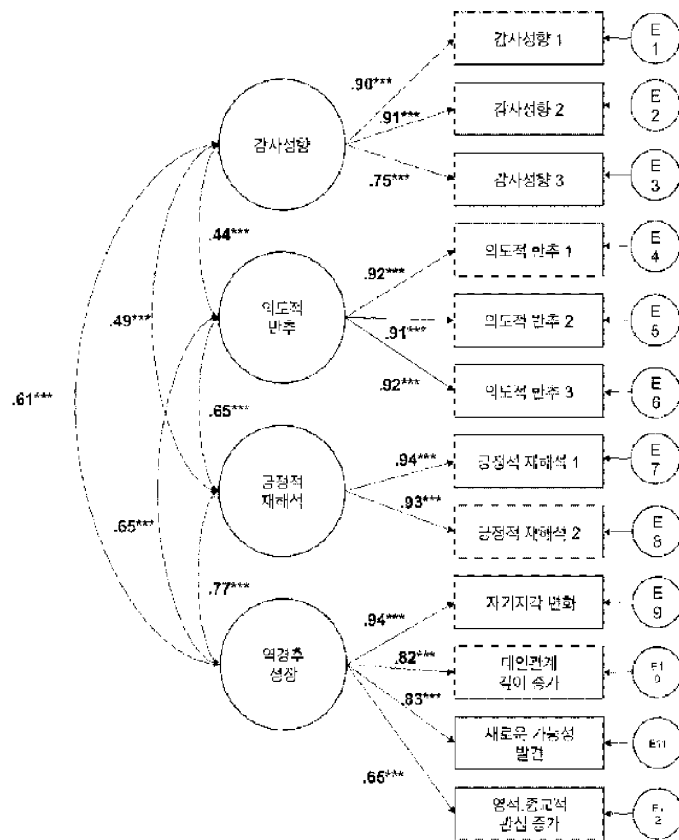 감사성향 1
E
1
.90***
감사성향 2
E
2
.91***
감사성향
감사성향 3
E
3
.75***
.44***
의도적 반추 1
E
4
.92***
의도적
반추
의도적 반추 2
E
5
.91***
.49***
의도적 반추 3
E
6
.92***
.61***
.65***
긍정적 재해석 1
E
7
.94***
긍정적
재해석
.93***
긍정적 재해석 2
E
8
.65***
.77***
자기지각 변화
E
9
.94***
역경후
성장
.82***
대인관계
깊이 증가
E1
0
.83***
새로운 가능성
발견
E11
.65***
영적·종교적
관심 증가
E1
2